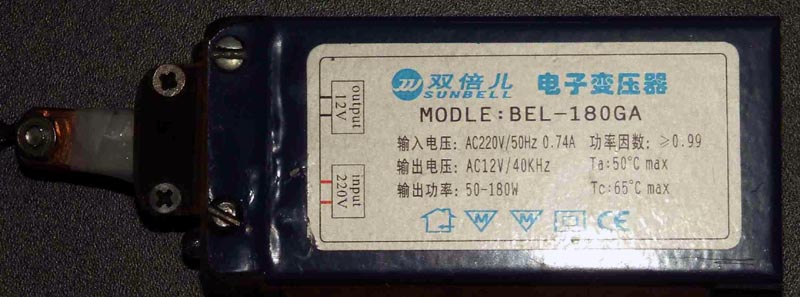 双倍儿 电子变压器
SUNBELL
MODLE:BEL-180GA
输入电压: AC220V/50Hz 0.74A 功率因数: ≥0.99
输出电压: AC12V/40KHz Ta:50°C max
输出功率: 50-180W Tc:65°C max
output
12V
input
220V
M M CE